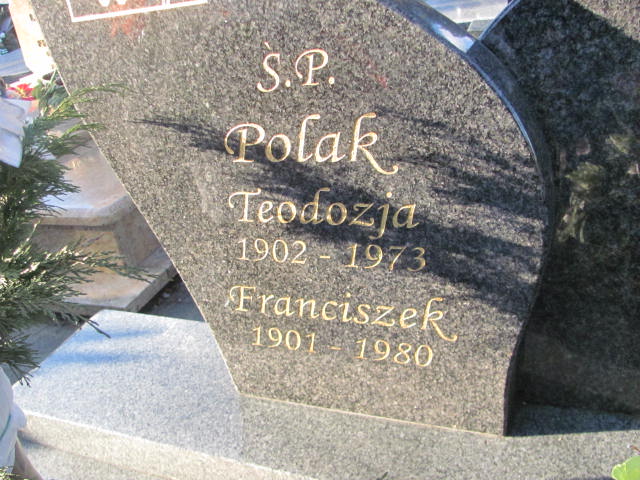 Ś.P.
Polak
Teodozja
1902 - 1973
Franciszek
1901 - 1980